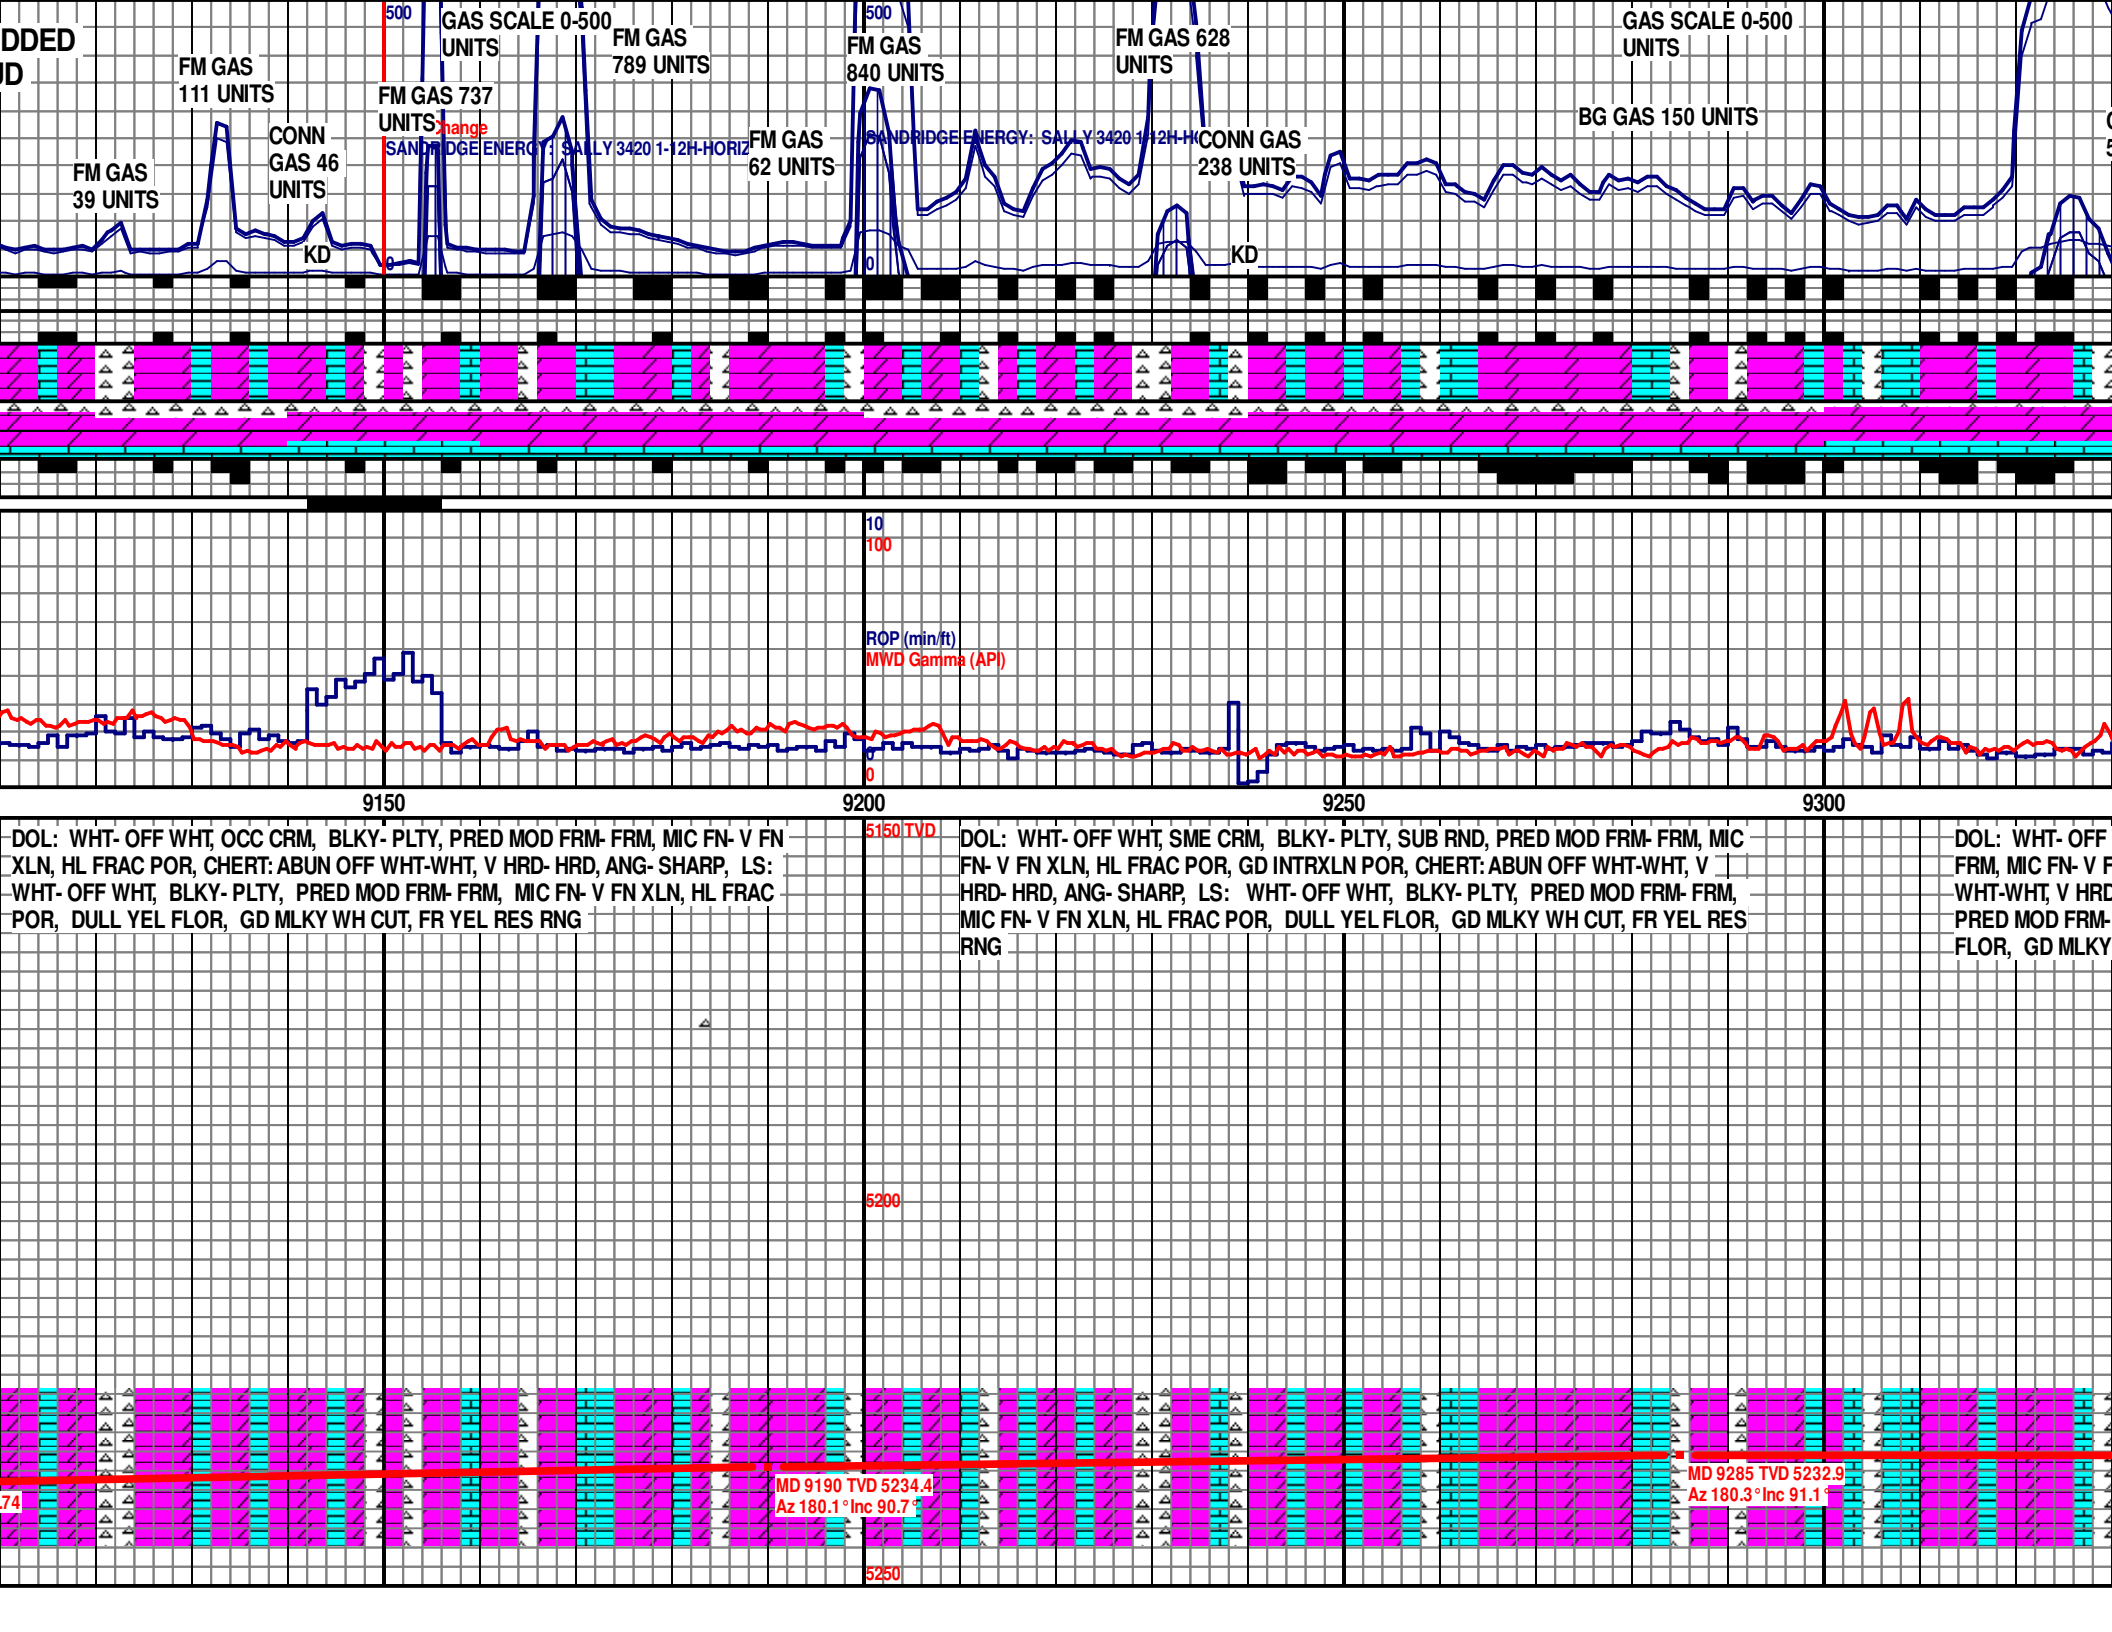 DDED
500
GAS SCALE 0-500
UNITS
FM GAS
789 UNITS
500
FM GAS
840 UNITS
FM GAS 628
UNITS
GAS SCALE 0-500
UNITS
FM GAS
111 UNITS
FM GAS 737
UNITS
hange
CONN
GAS 46
UNITS
FM GAS
39 UNITS
SANDRIDGE ENERGY: SALLY 3420 1-12H-HORIZ
FM GAS
62 UNITS
SANDRIDGE ENERGY: SALLY 3420 1-12H-HO
CONN GAS
238 UNITS
BG GAS 150 UNITS
KD
0
0
KD
10
100
ROP (min/ft)
MWD Gamma (API)
0
0
9150
9200
9250
9300
DOL: WHT- OFF WHT, OCC CRM, BLKY- PLTY, PRED MOD FRM- FRM, MIC FN- V FN
XLN, HL FRAC POR, CHERT: ABUN OFF WHT-WHT, V HRD- HRD, ANG- SHARP, LS:
WHT- OFF WHT, BLKY- PLTY, PRED MOD FRM- FRM, MIC FN- V FN XLN, HL FRAC
POR, DULL YEL FLOR, GD MLKY WH CUT, FR YEL RES RNG
5150 TVD
DOL: WHT- OFF WHT, SME CRM, BLKY- PLTY, SUB RND, PRED MOD FRM- FRM, MIC
FN- V FN XLN, HL FRAC POR, GD INTRXLN POR, CHERT: ABUN OFF WHT-WHT, V
HRD- HRD, ANG- SHARP, LS: WHT- OFF WHT, BLKY- PLTY, PRED MOD FRM- FRM,
MIC FN- V FN XLN, HL FRAC POR, DULL YEL FLOR, GD MLKY WH CUT, FR YEL RES
RNG
DOL: WHT- OFF
FRM, MIC FN- V F
WHT-WHT, V HRD
PRED MOD FRM-
FLOR, GD MLKY
5200
.74
MD 9190 TVD 5234.4
Az 180.1° Inc 90.7°
MD 9285 TVD 5232.9
Az 180.3° Inc 91.1°
5250